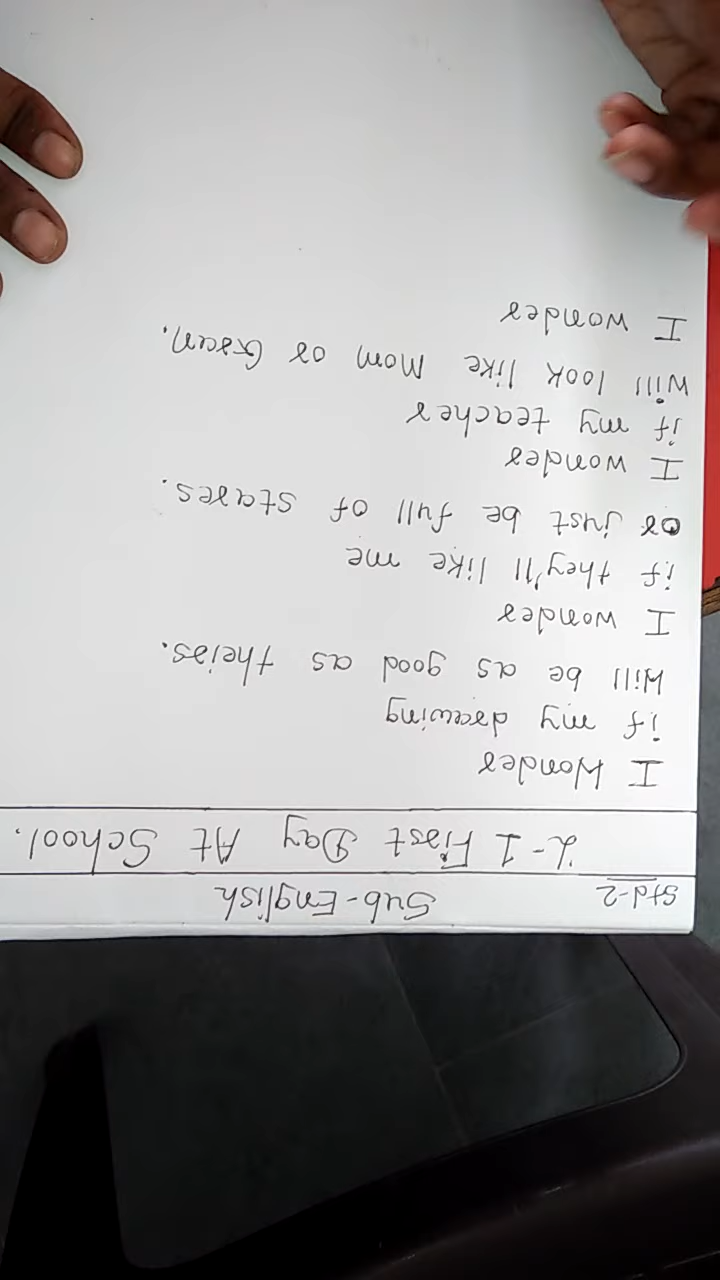 Std-2 Sub-English
L-1 First Day At School.
I Wonder
if my drewing
Will be as good as theirs.
I wonder
if they'll like me
or just be full of stares.
I wonder
if my teacher
will look like Mom or Gram.
I wonder